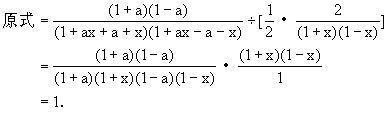 原式 = (1+a)(1-a) / (1+ax+a+x)(1+ax-a-x) ÷ [1/2 · 2/(1+x)(1-x)]
= (1+a)(1-a) / (1+a)(1+x)(1-a)(1-x) · (1+x)(1-x) / 1
= 1.